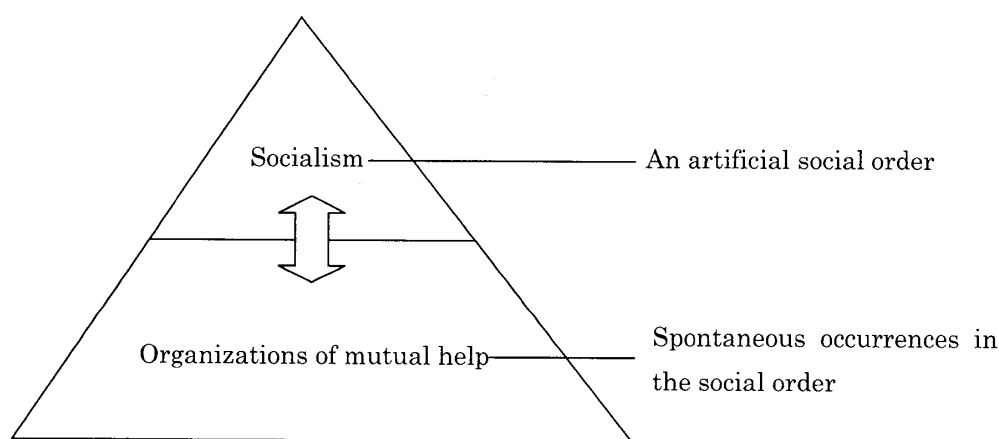 Socialism
An artificial social order
Organizations of mutual help
Spontaneous occurrences in
the social order